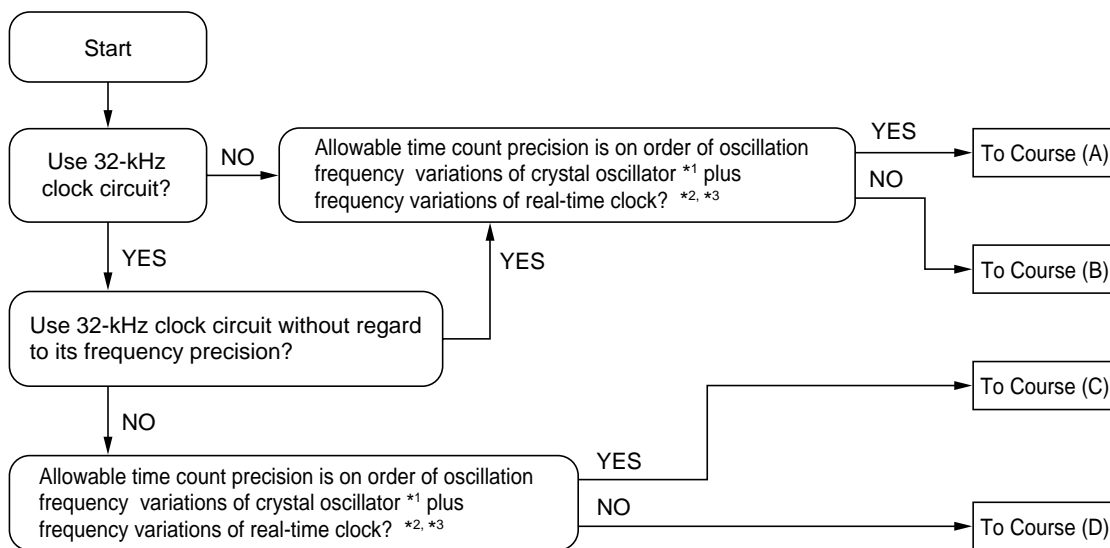 Start
Use 32-kHz
clock circuit?
NO
Allowable time count precision is on order of oscillation
frequency variations of crystal oscillator *1 plus
frequency variations of real-time clock? *2, *3
YES
To Course (A)
NO
To Course (B)
YES
YES
Use 32-kHz clock circuit without regard
to its frequency precision?
To Course (C)
NO
Allowable time count precision is on order of oscillation
frequency variations of crystal oscillator *1 plus
frequency variations of real-time clock? *2, *3
YES
NO
To Course (D)